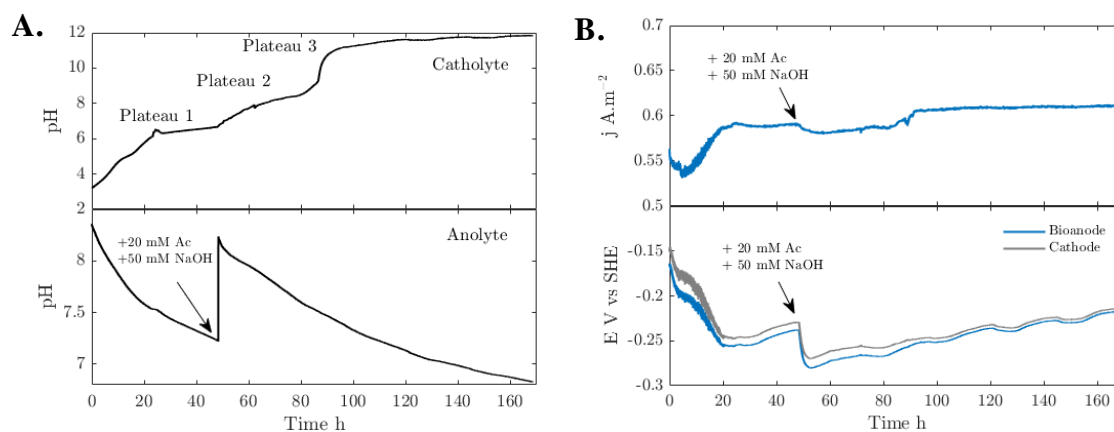 A.
12
10
8
6
4
2
pH
Plateau 1
Plateau 2
Plateau 3
Catholyte
2
8
7.5
7
pH
+20 mM Ac
+50 mM NaOH
Anolyte
0 20 40 60 80 100 120 140 160
Time h
B.
0.7
0.65
0.6
0.55
0.5
j A.m⁻²
+ 20 mM Ac
+ 50 mM NaOH
-0.15
-0.2
-0.25
-0.3
E V vs SHE
+ 20 mM Ac
+ 50 mM NaOH
Bioanode
Cathode
0 20 40 60 80 100 120 140 160
Time h